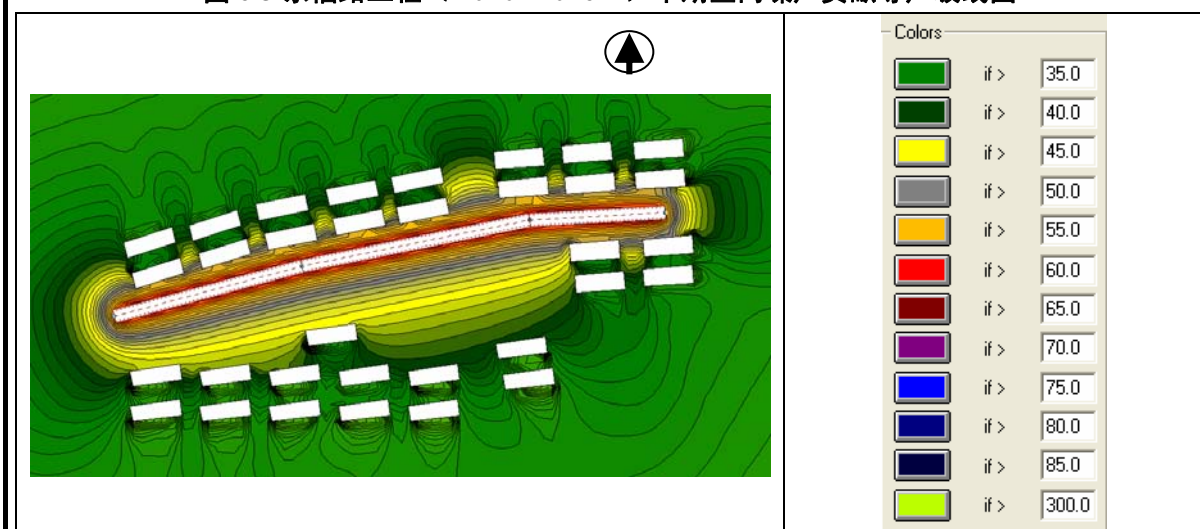 Colors
if > 35.0
if > 40.0
if > 45.0
if > 50.0
if > 55.0
if > 60.0
if > 65.0
if > 70.0
if > 75.0
if > 80.0
if > 85.0
if > 300.0